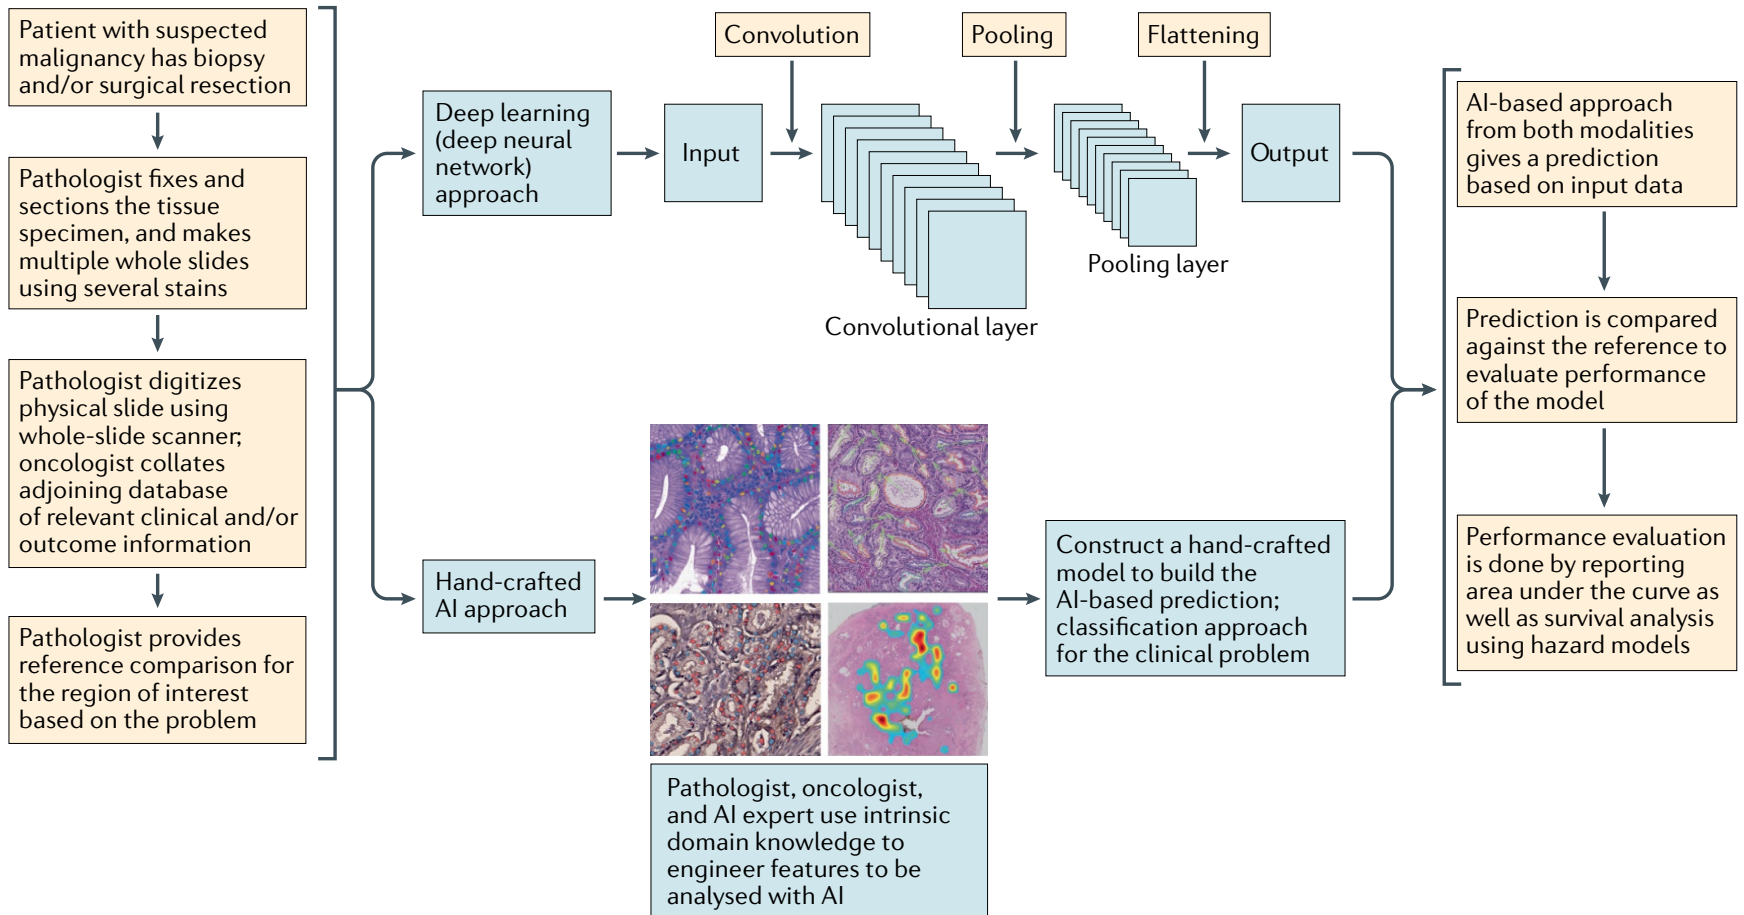 Patient with suspected
malignancy has biopsy
and/or surgical resection
Pathologist fixes and
sections the tissue
specimen, and makes
multiple whole slides
using several stains
Pathologist digitizes
physical slide using
whole-slide scanner;
oncologist collates
adjoining database
of relevant clinical and/or
outcome information
Pathologist provides
reference comparison for
the region of interest
based on the problem
Deep learning
(deep neural
network)
approach
Input
Convolution
Convolutional layer
Pooling
Pooling layer
Flattening
Output
Hand-crafted
AI approach
Pathologist, oncologist,
and AI expert use intrinsic
domain knowledge to
engineer features to be
analysed with AI
Construct a hand-crafted
model to build the
AI-based prediction;
classification approach
for the clinical problem
AI-based approach
from both modalities
gives a prediction
based on input data
Prediction is compared
against the reference to
evaluate performance
of the model
Performance evaluation
is done by reporting
area under the curve as
well as survival analysis
using hazard models